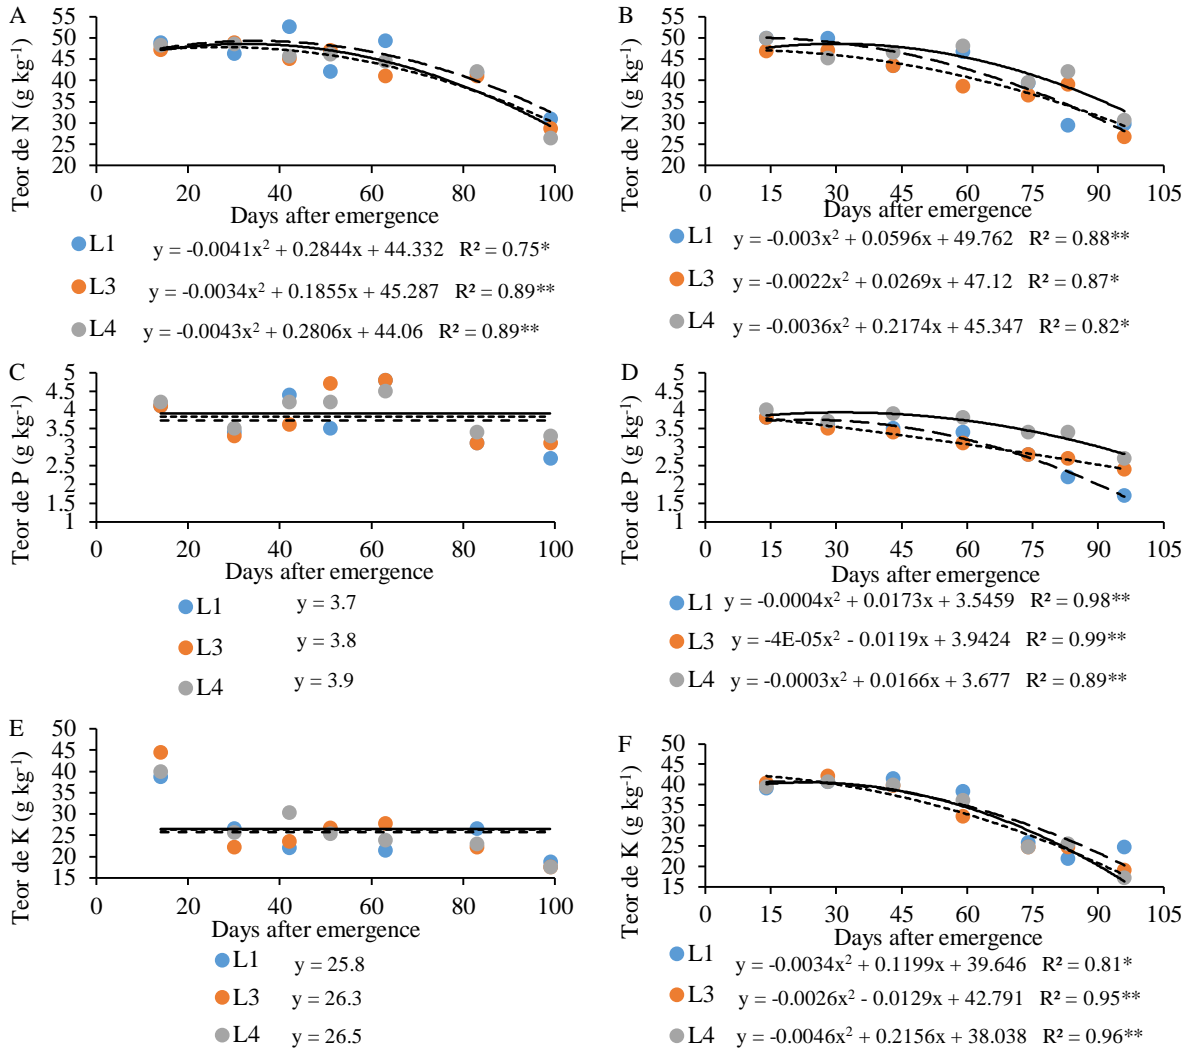 A
Teor de N (g kg-1)
55
50
45
40
35
30
25
20
0 20 40 60 80 100
Days after emergence
L1 y = -0.0041x² + 0.2844x + 44.332 R² = 0.75*
L3 y = -0.0034x² + 0.1855x + 45.287 R² = 0.89**
L4 y = -0.0043x² + 0.2806x + 44.06 R² = 0.89**
B
Teor de N (g kg-1)
55
50
45
40
35
30
25
20
0 15 30 45 60 75 90 105
Days after emergence
L1 y = -0.003x² + 0.0596x + 49.762 R² = 0.88**
L3 y = -0.0022x² + 0.0269x + 47.12 R² = 0.87*
L4 y = -0.0036x² + 0.2174x + 45.347 R² = 0.82*
C
Teor de P (g kg-1)
5
4.5
4
3.5
3
2.5
2
1.5
1
0 20 40 60 80 100
Days after emergence
L1 y = 3.7
L3 y = 3.8
L4 y = 3.9
D
Teor de P (g kg-1)
5
4.5
4
3.5
3
2.5
2
1.5
1
0 15 30 45 60 75 90 105
Days after emergence
L1 y = -0.0004x² + 0.0173x + 3.5459 R² = 0.98**
L3 y = -4E-05x² - 0.0119x + 3.9424 R² = 0.99**
L4 y = -0.0003x² + 0.0166x + 3.677 R² = 0.89**
E
Teor de K (g kg-1)
50
45
40
35
30
25
20
15
0 20 40 60 80 100
Days after emergence
L1 y = 25.8
L3 y = 26.3
L4 y = 26.5
F
Teor de K (g kg-1)
50
45
40
35
30
25
20
15
0 15 30 45 60 75 90 105
Days after emergence
L1 y = -0.0034x² + 0.1199x + 39.646 R² = 0.81*
L3 y = -0.0026x² - 0.0129x + 42.791 R² = 0.95**
L4 y = -0.0046x² + 0.2156x + 38.038 R² = 0.96**